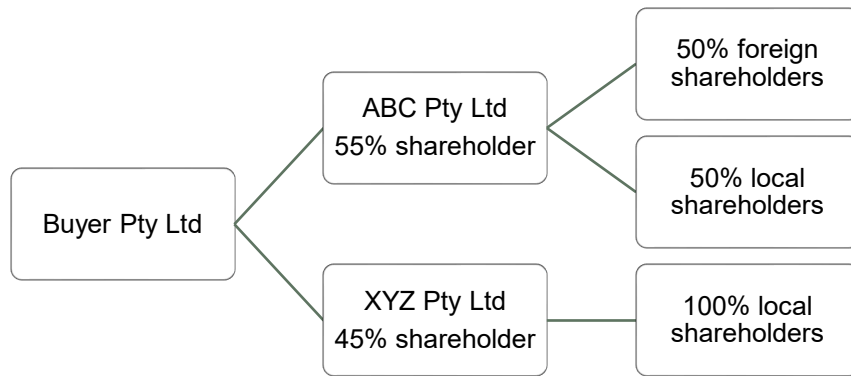 Buyer Pty Ltd
ABC Pty Ltd
55% shareholder
XYZ Pty Ltd
45% shareholder
50% foreign
shareholders
50% local
shareholders
100% local
shareholders